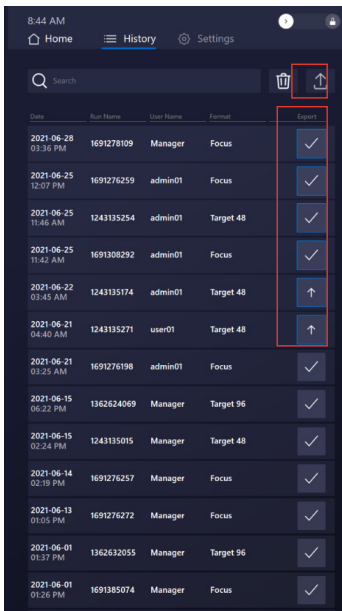 8:44 AM
Home History Settings
Search
Date Run Name User Name Format Export
2021-06-28
03:36 PM 1691278109 Manager Focus
2021-06-25
12:07 PM 1691276259 admin01 Focus
2021-06-25
11:46 AM 1243135254 admin01 Target 48
2021-06-25
11:42 AM 1691308292 admin01 Focus
2021-06-22
03:45 AM 1243135174 admin01 Target 48
2021-06-21
04:40 AM 1243135271 user01 Target 48
2021-06-21
03:25 AM 1691276198 admin01 Focus
2021-06-15
06:22 PM 1362624069 Manager Target 96
2021-06-15
02:24 PM 1243135015 Manager Target 48
2021-06-14
02:19 PM 1691276257 Manager Focus
2021-06-13
01:05 PM 1691276272 Manager Focus
2021-06-01
01:37 PM 1362632055 Manager Target 96
2021-06-01
01:26 PM 1691385074 Manager Focus